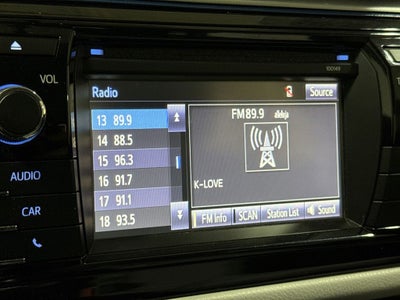 100149
VOL
AUDIO
CAR
Radio
Source
13 89.9
14 88.5
15 96.3
16 91.7
17 91.1
18 93.5
FM 89.9
K-LOVE
FM Info
SCAN
Station List
Sound